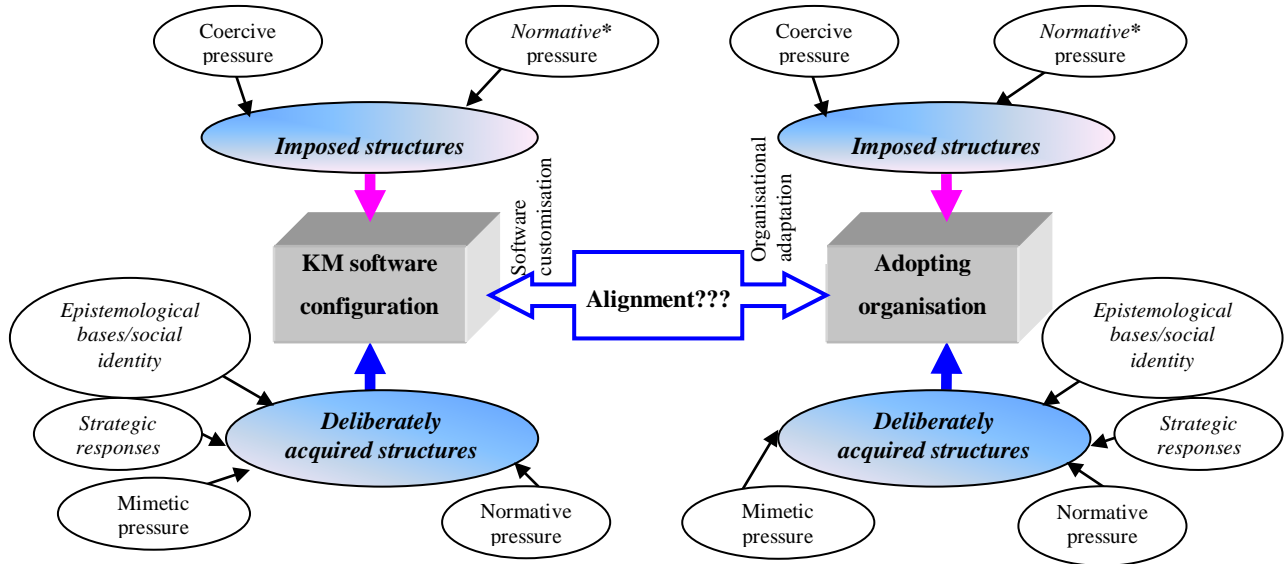 Coercive
pressure
Normative*
pressure
Coercive
pressure
Normative*
pressure
Imposed structures
Imposed structures
Software
customisation
Organisational
adaptation
KM software
configuration
Alignment???
Adopting
organisation
Epistemological
bases/social
identity
Epistemological
bases/social
identity
Strategic
responses
Deliberately
acquired structures
Deliberately
acquired structures
Strategic
responses
Mimetic
pressure
Normative
pressure
Mimetic
pressure
Normative
pressure